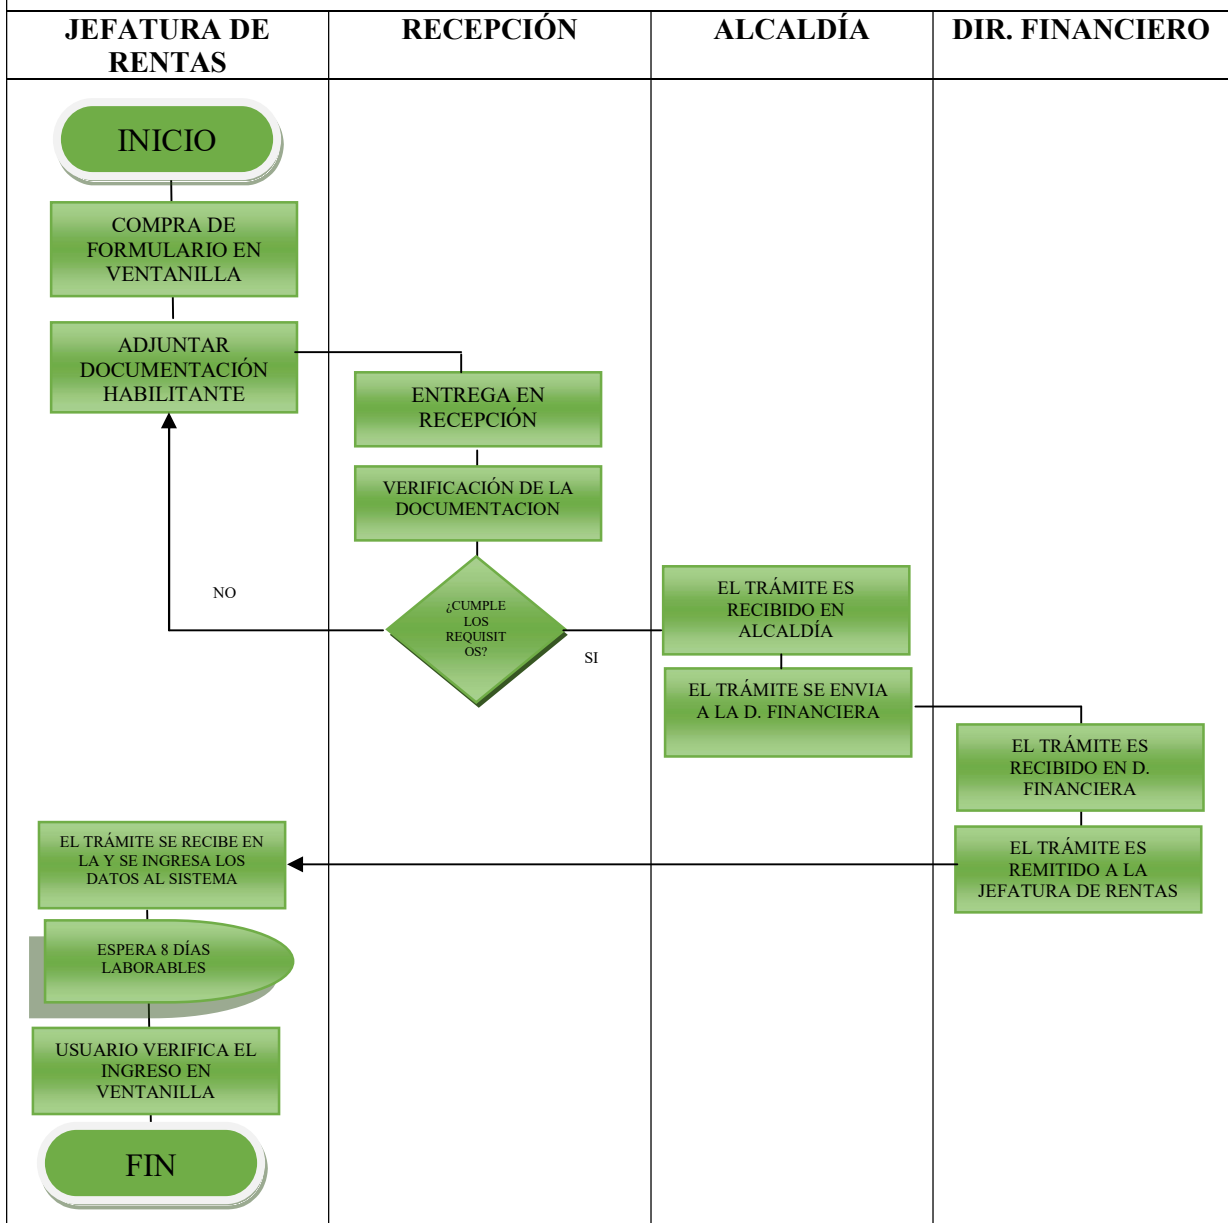 JEFATURA DE
RENTAS
RECEPCIÓN
ALCALDÍA
DIR. FINANCIERO
INICIO
COMPRA DE
FORMULARIO EN
VENTANILLA
ADJUNTAR
DOCUMENTACIÓN
HABILITANTE
ENTREGA EN
RECEPCIÓN
VERIFICACIÓN DE LA
DOCUMENTACION
¿CUMPLE
LOS
REQUISIT
OS?
NO
SI
EL TRÁMITE ES
RECIBIDO EN
ALCALDÍA
EL TRÁMITE SE ENVIA
A LA D. FINANCIERA
EL TRÁMITE ES
RECIBIDO EN D.
FINANCIERA
EL TRÁMITE ES
REMITIDO A LA
JEFATURA DE RENTAS
EL TRÁMITE SE RECIBE EN
LA Y SE INGRESA LOS
DATOS AL SISTEMA
ESPERA 8 DÍAS
LABORABLES
USUARIO VERIFICA EL
INGRESO EN
VENTANILLA
FIN